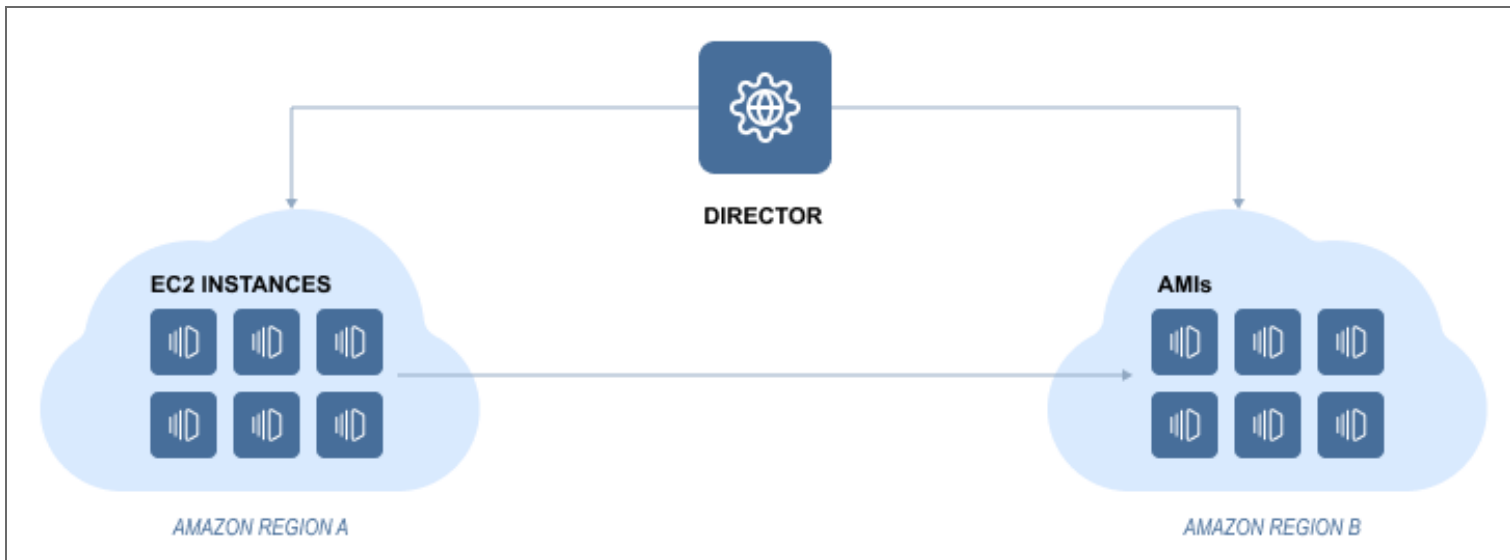 DIRECTOR
EC2 INSTANCES
AMIs
AMAZON REGION A
AMAZON REGION B